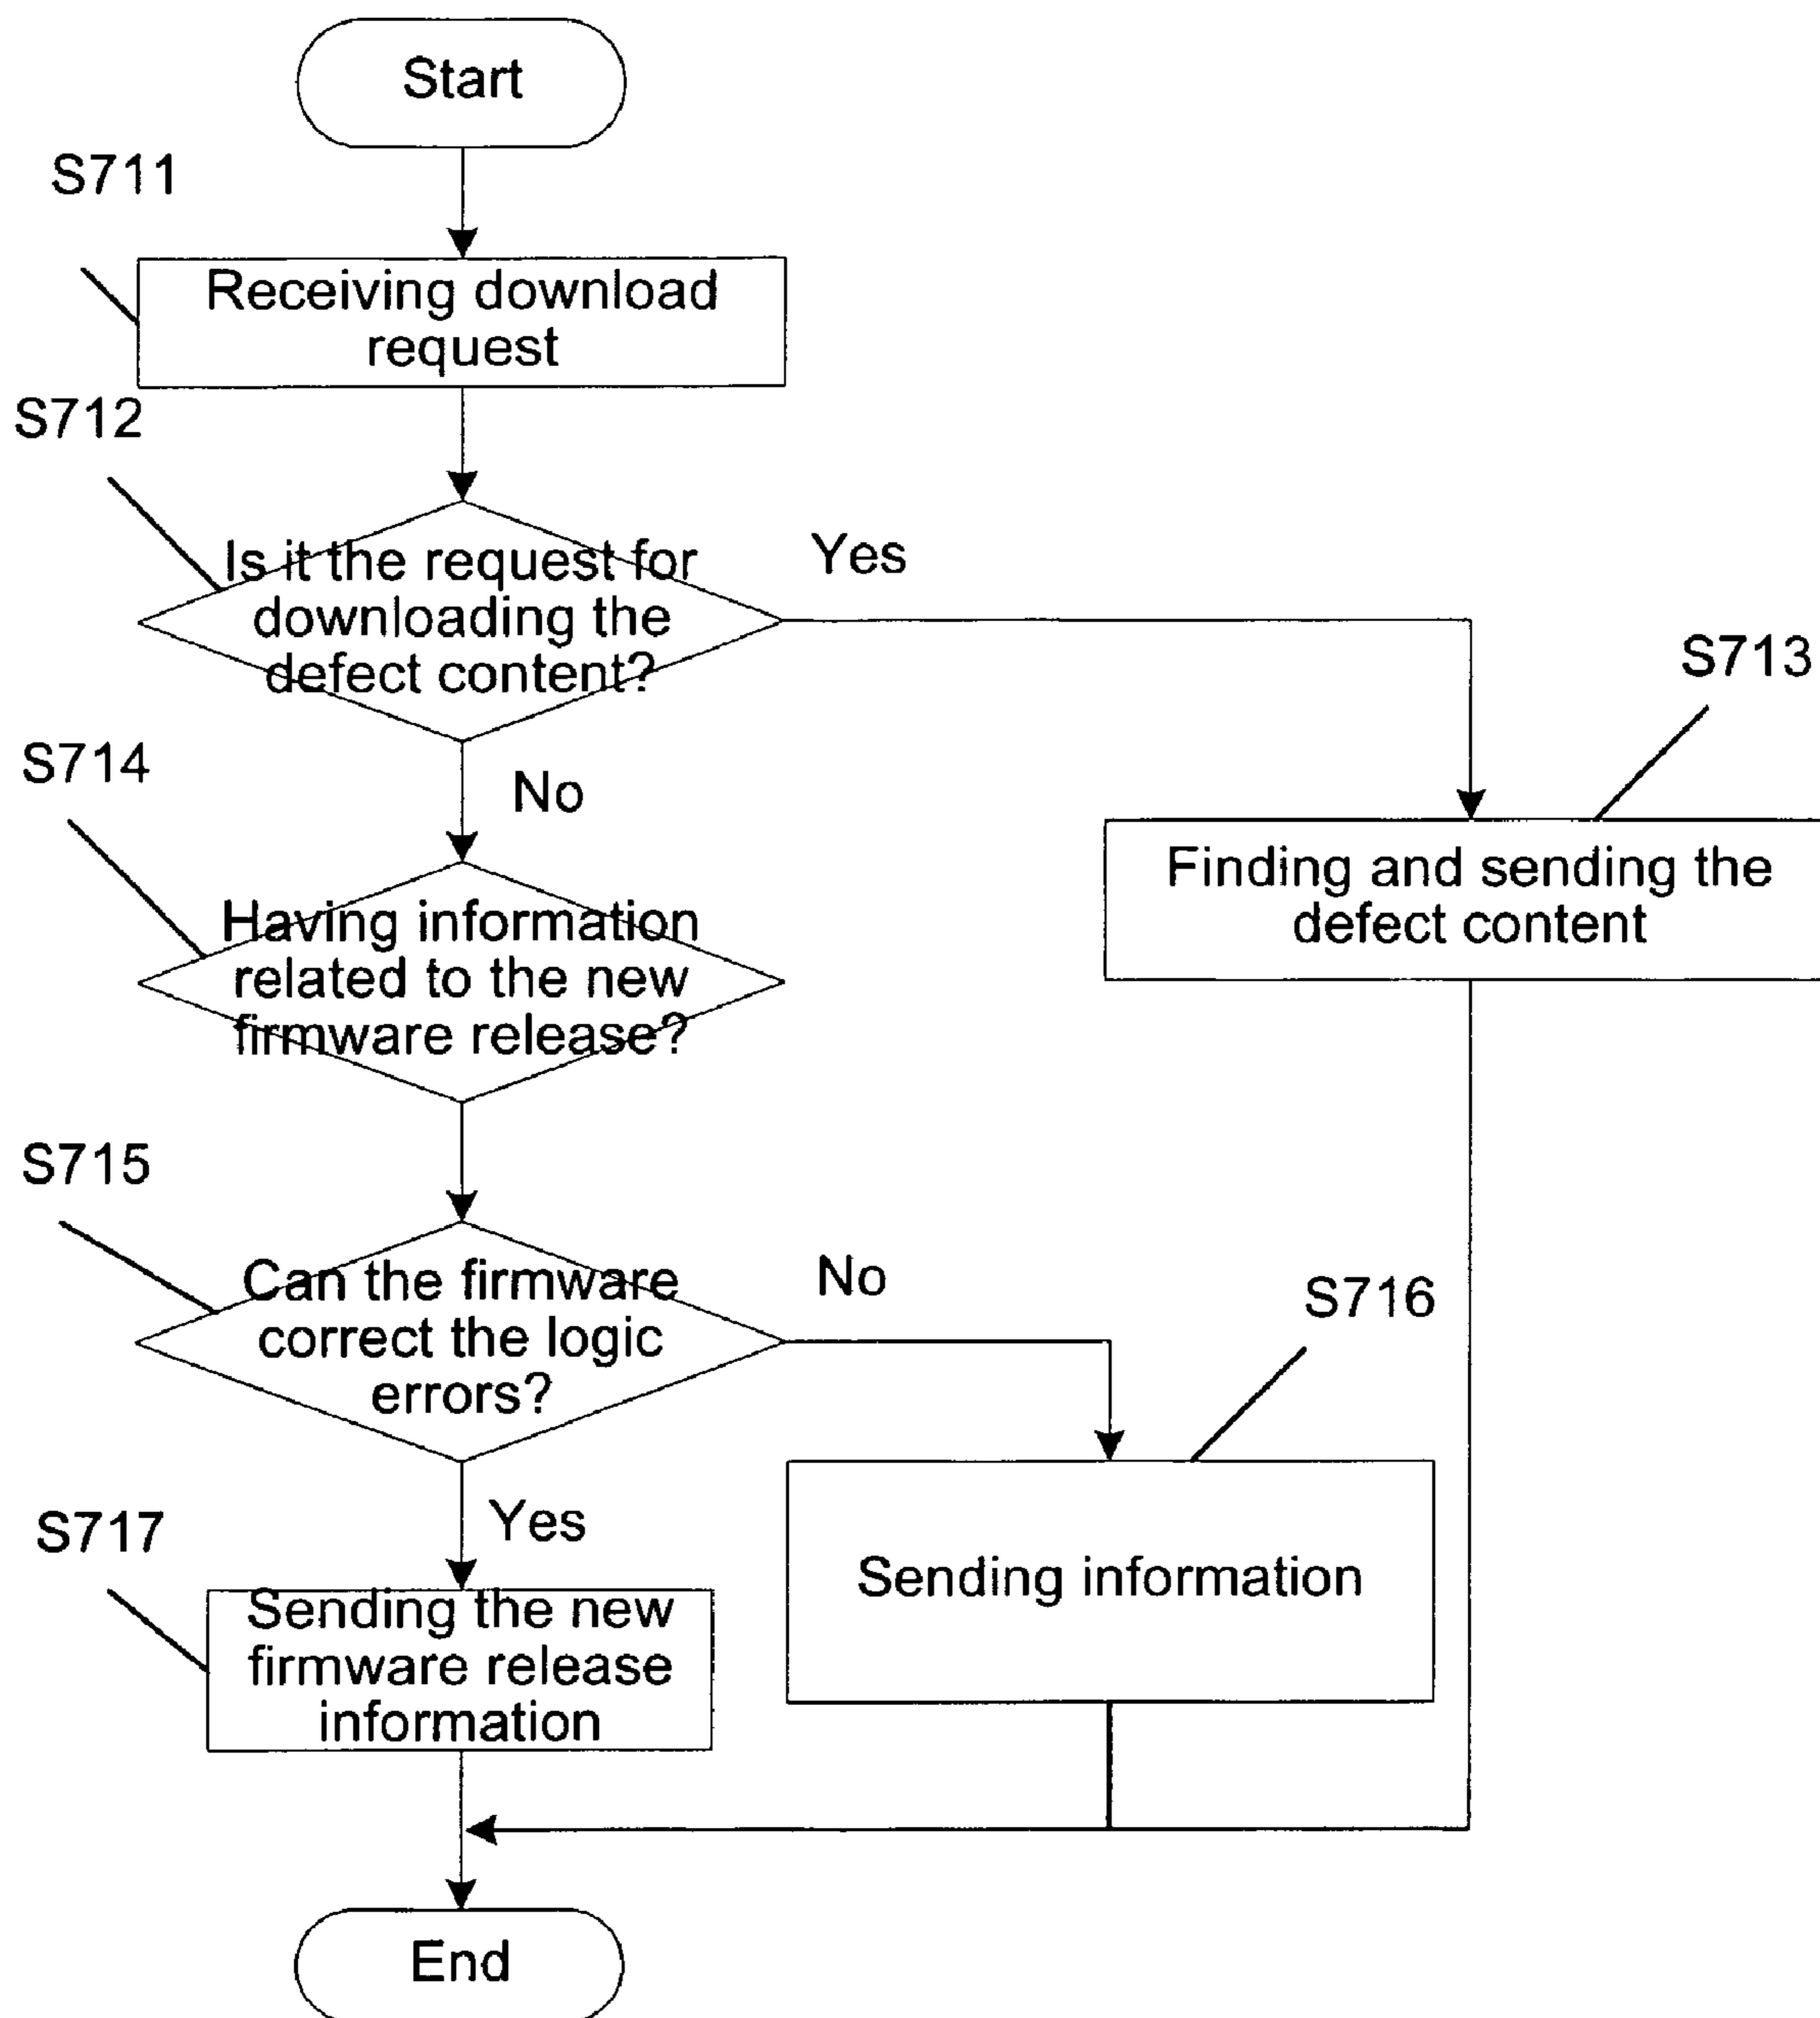 Start
S711
Receiving download
request
S712
Is it the request for
downloading the
defect content?
Yes
S713
Finding and sending the
defect content
S714
No
Having information
related to the new
firmware release?
S715
Can the firmware
correct the logic
errors?
No
S716
Sending information
S717
Yes
Sending the new
firmware release
information
End